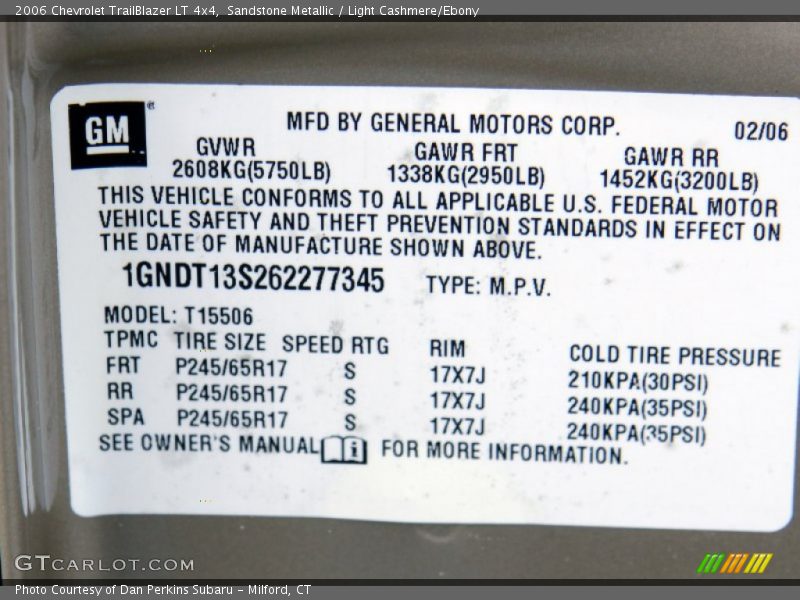 2006 Chevrolet TrailBlazer LT 4x4,  Sandstone Metallic / Light Cashmere/Ebony
GM®
MFD BY GENERAL MOTORS CORP. 02/06
GVWR GAWR FRT GAWR RR
2608KG(5750LB) 1338KG(2950LB) 1452KG(3200LB)
THIS VEHICLE CONFORMS TO ALL APPLICABLE U.S. FEDERAL MOTOR
VEHICLE SAFETY AND THEFT PREVENTION STANDARDS IN EFFECT ON
THE DATE OF MANUFACTURE SHOWN ABOVE.
1GNDT13S262277345 TYPE: M.P.V.
MODEL: T15506
TPMC TIRE SIZE SPEED RTG RIM COLD TIRE PRESSURE
FRT P245/65R17 S 17X7J 210KPA(30PSI)
RR P245/65R17 S 17X7J 240KPA(35PSI)
SPA P245/65R17 S 17X7J 240KPA(35PSI)
SEE OWNER'S MANUAL i FOR MORE INFORMATION.
GTCARLOT.COM
Photo Courtesy of Dan Perkins Subaru - Milford, CT